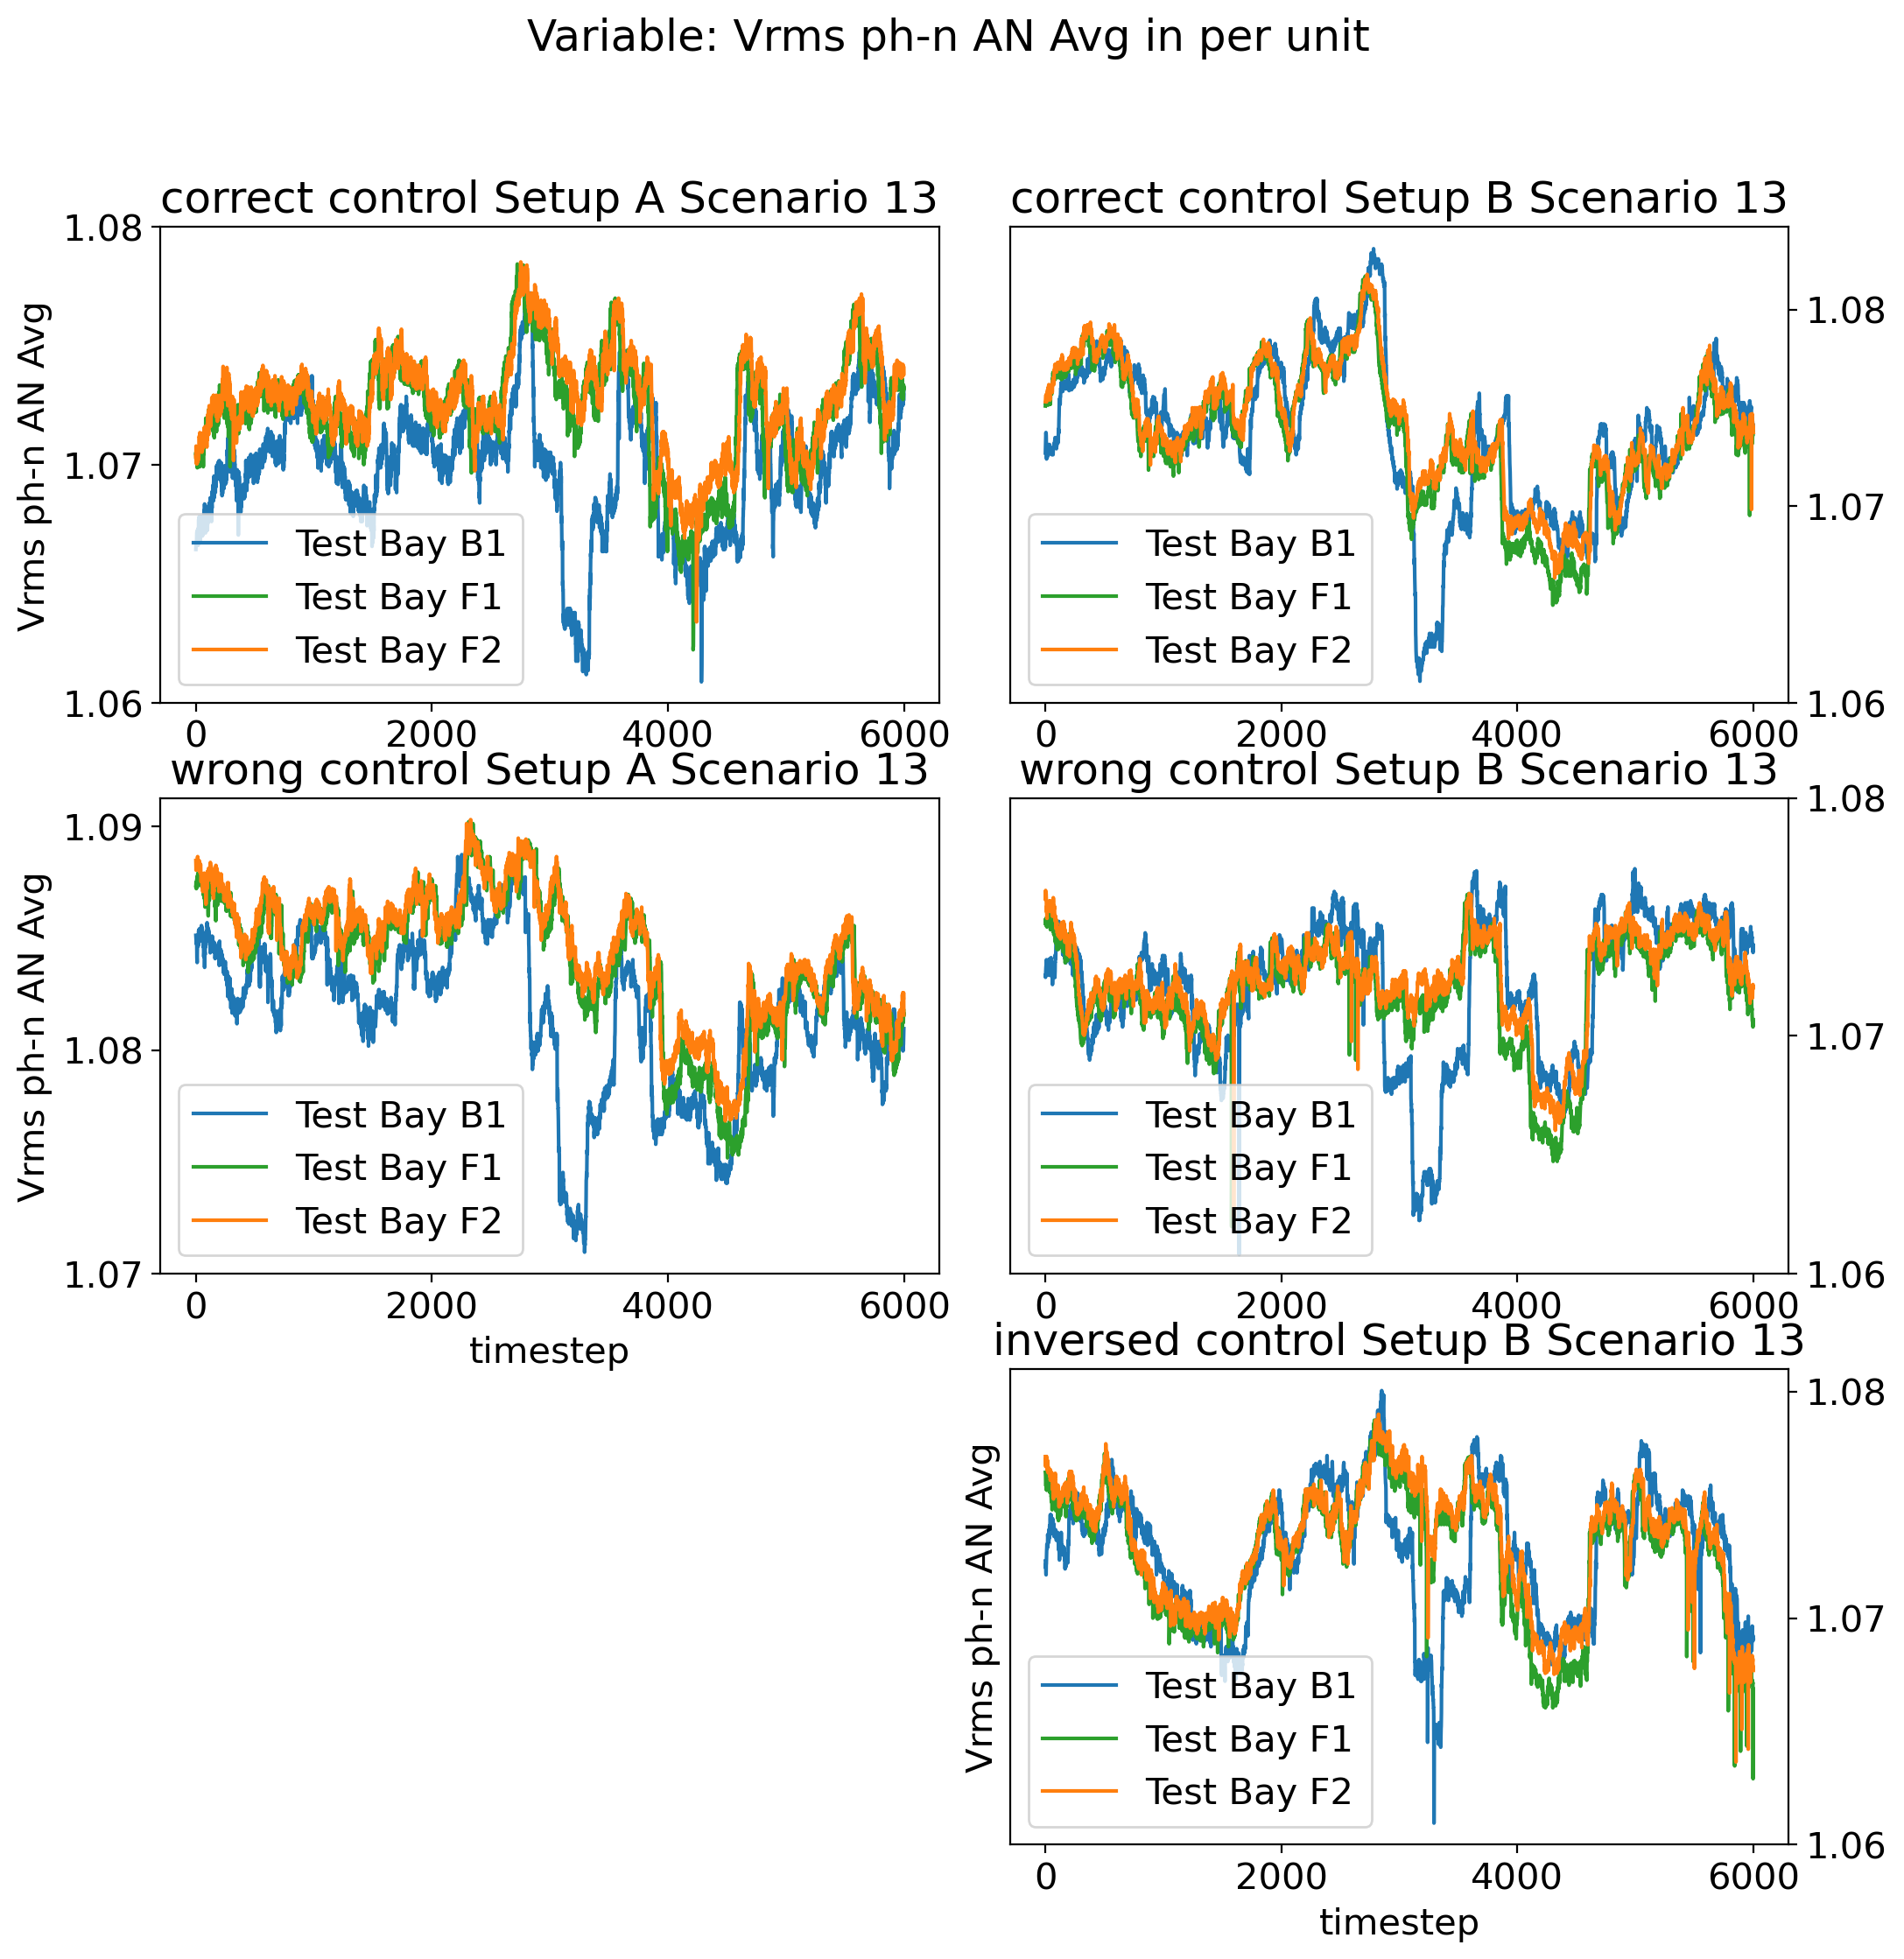 Variable: Vrms ph-n AN Avg in per unit
correct control Setup A Scenario 13
1.08
1.07
1.06
Vrms ph-n AN Avg
Test Bay B1
Test Bay F1
Test Bay F2
0 2000 4000 6000
correct control Setup B Scenario 13
1.08
1.07
1.06
Test Bay B1
Test Bay F1
Test Bay F2
0 2000 4000 6000
wrong control Setup A Scenario 13
1.09
1.08
1.07
Vrms ph-n AN Avg
Test Bay B1
Test Bay F1
Test Bay F2
0 2000 4000 6000
timestep
wrong control Setup B Scenario 13
1.08
1.07
1.06
Test Bay B1
Test Bay F1
Test Bay F2
0 2000 4000 6000
inversed control Setup B Scenario 13
1.08
1.07
1.06
Vrms ph-n AN Avg
Test Bay B1
Test Bay F1
Test Bay F2
0 2000 4000 6000
timestep